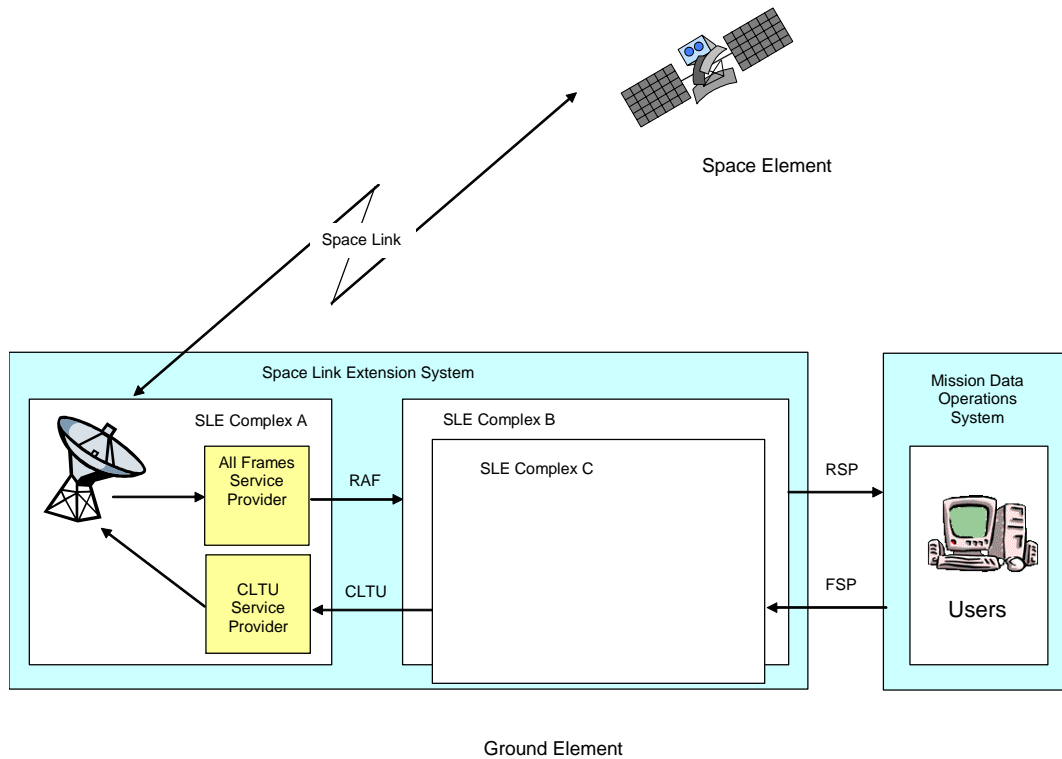 Space Element
Space Link
Space Link Extension System
Mission Data
Operations
System
SLE Complex A
SLE Complex B
SLE Complex C
All Frames
Service
Provider
RAF
RSP
CLTU
Service
Provider
CLTU
FSP
Users
Ground Element